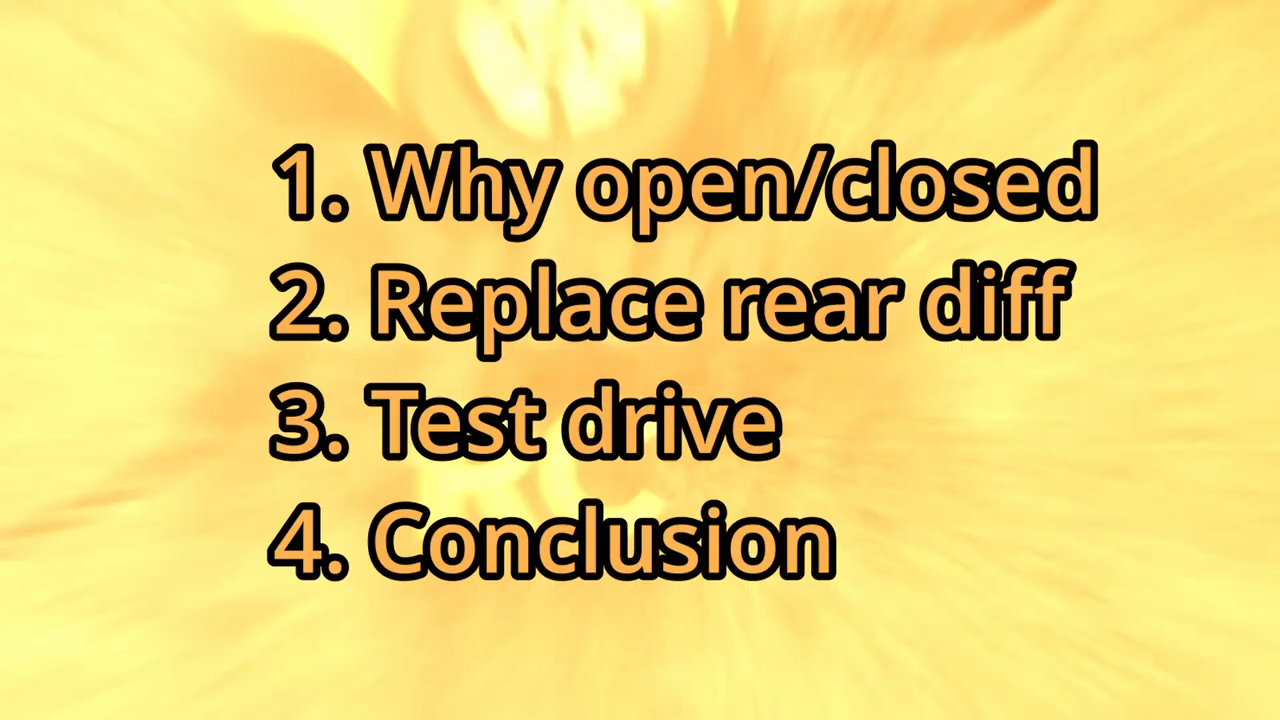 1. Why open/closed
2. Replace rear diff
3. Test drive
4. Conclusion